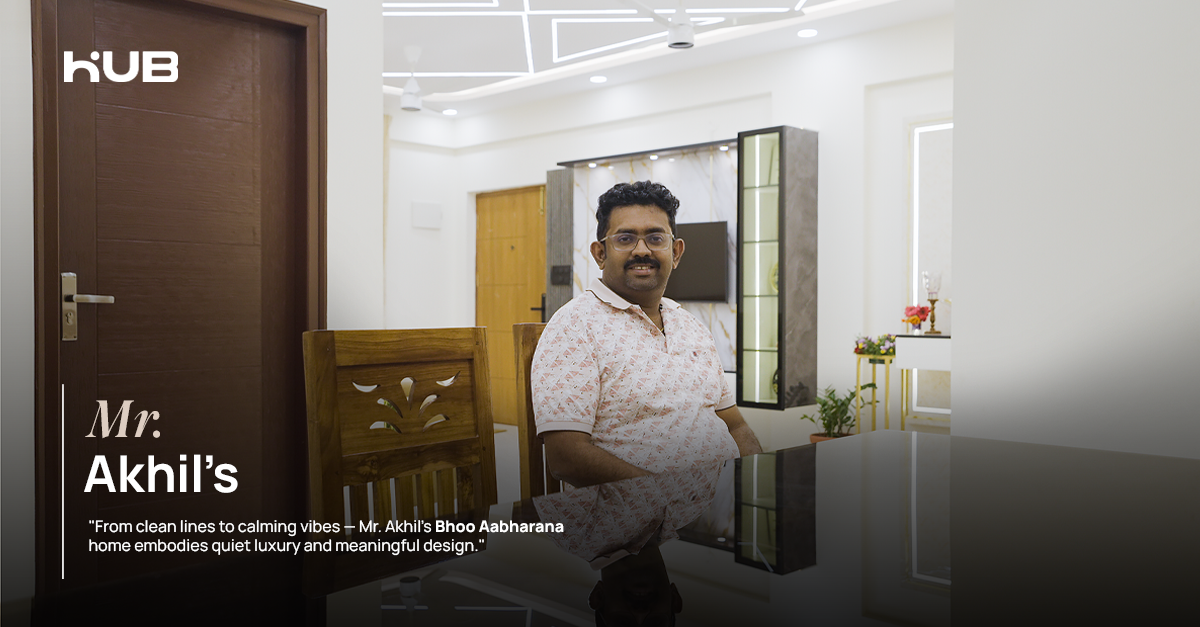 HUB
Mr.
Akhil's
"From clean lines to calming vibes — Mr. Akhil's Bhoo Aabharana
home embodies quiet luxury and meaningful design."